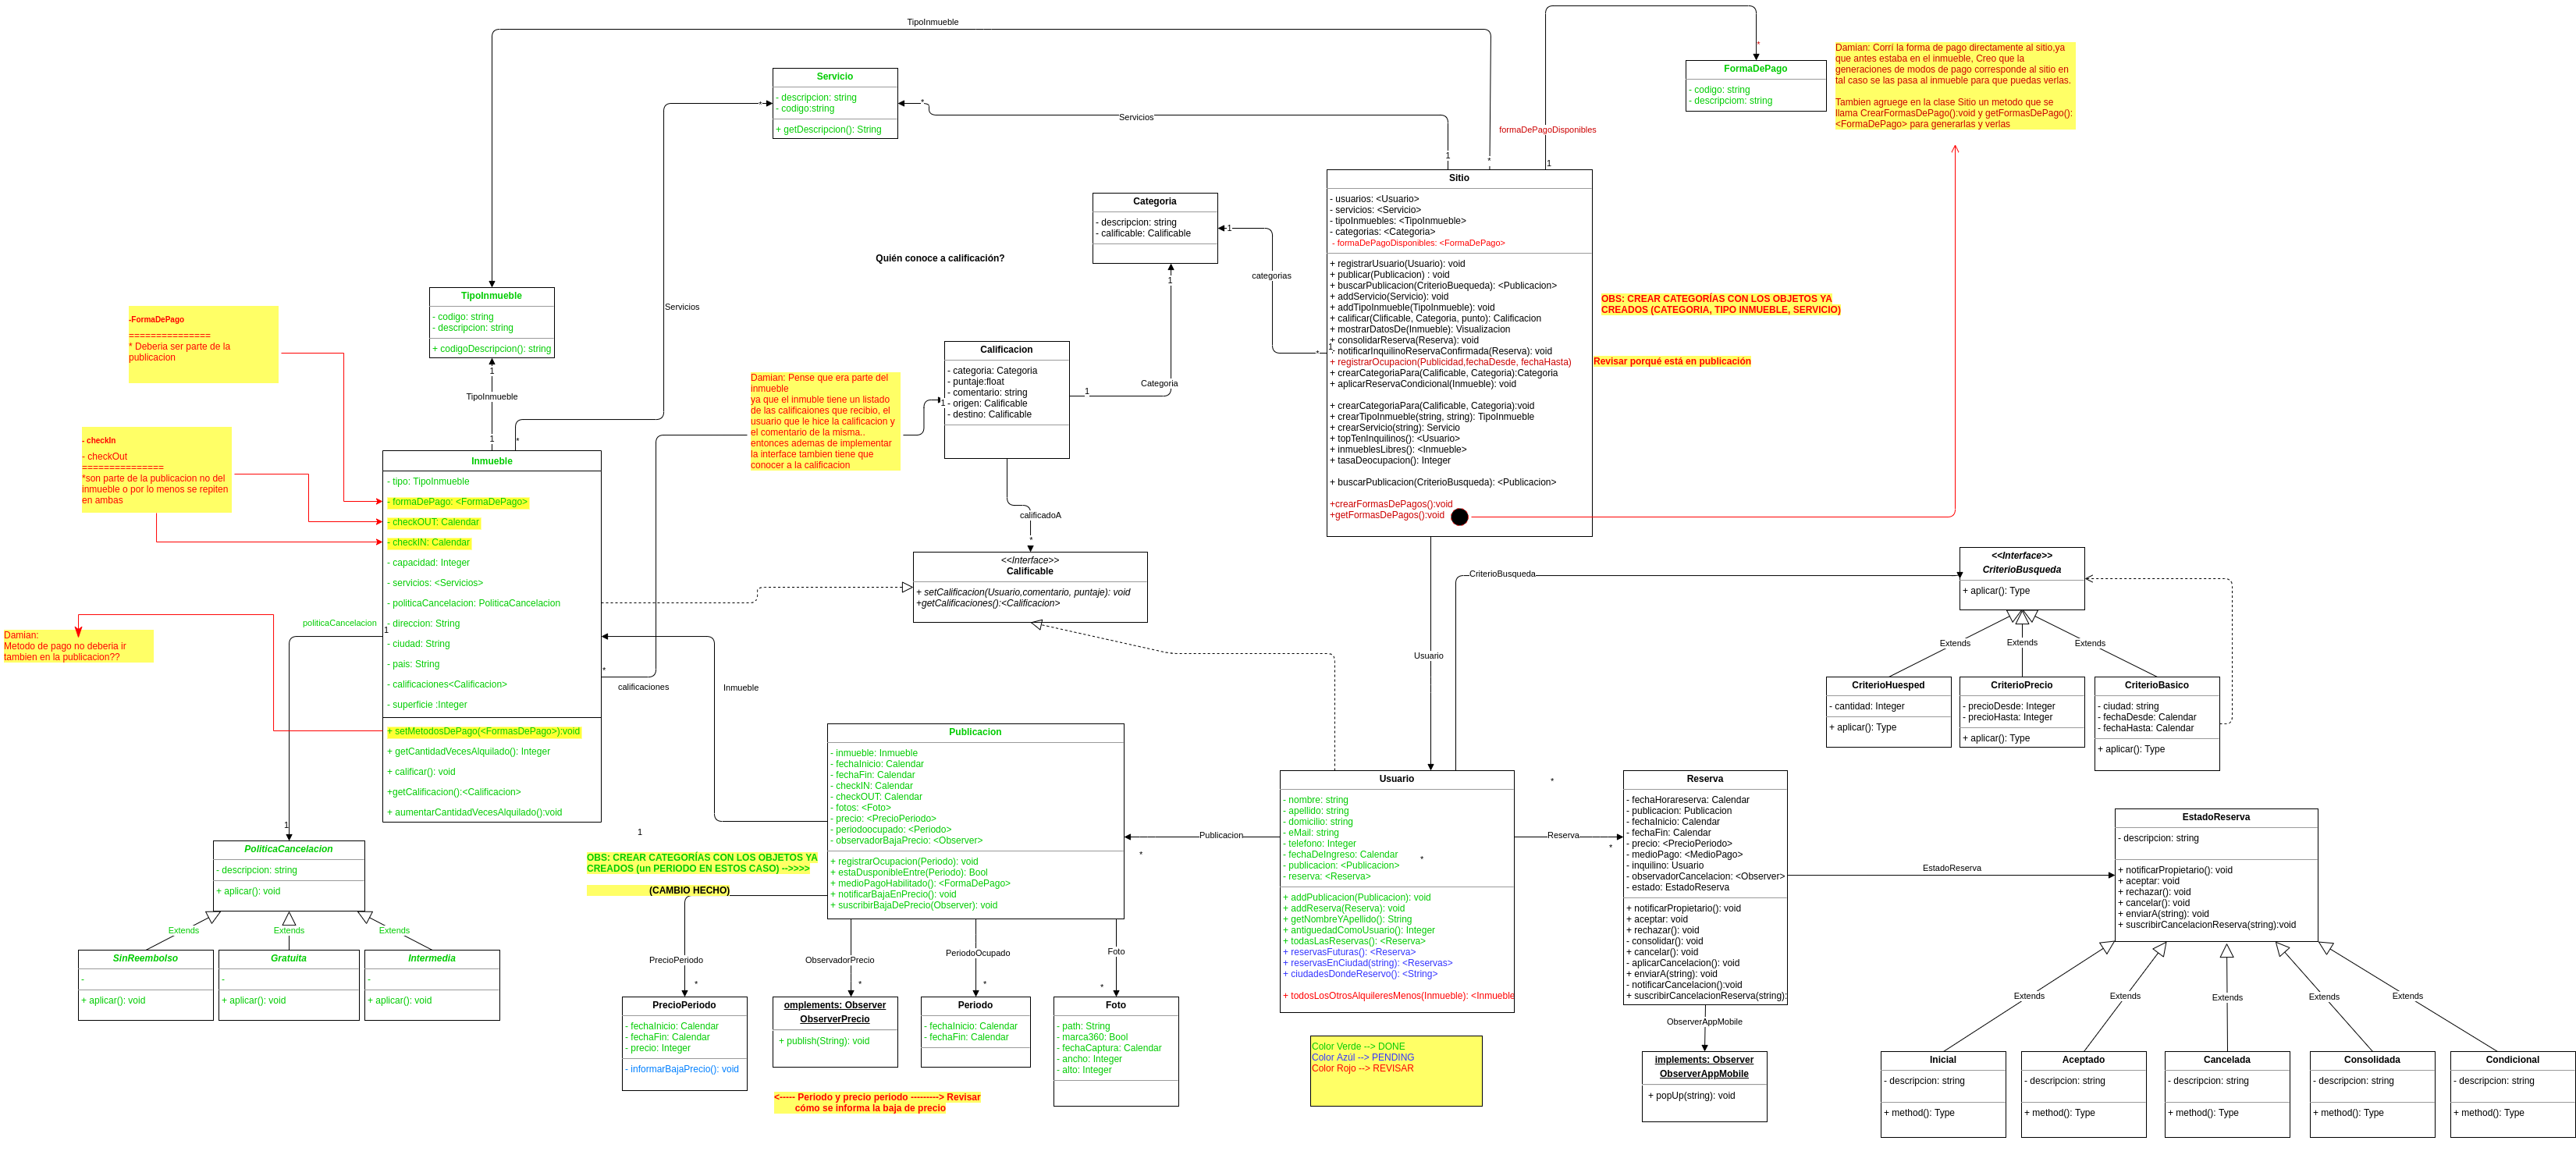 TipoInmueble
Servicio
- descripcion: string
- codigo:string
+ getDescripcion(): String
*
*
Servicios
1
*
formaDePagoDisponibles
1
*
FormaDePago
- codigo: string
- descripciom: string
Damian: Corrí la forma de pago directamente al sitio,ya
que antes estaba en el inmueble, Creo que la
generaciones de modos de pago corresponde al sitio en
tal caso se las pasa al inmueble para que puedas verlas.
Tambien agruege en la clase Sitio un metodo que se
llama CrearFormasDePago():void y getFormasDePago():
<FormaDePago> para generarlas y verlas
Sitio
- usuarios: <Usuario>
- servicios: <Servicio>
- tipoInmuebles: <TipoInmueble>
- categorias: <Categoria>
- formaDePagoDisponibles: <FormaDePago>
+ registrarUsuario(Usuario): void
+ publicar(Publicacion) : void
+ buscarPublicacion(CriterioBuequeda): <Publicacion>
+ addServicio(Servicio): void
+ addTipoInmueble(TipoInmueble): void
+ calificar(Clificable, Categoria, punto): Calificacion
+ mostrarDatosDe(Inmueble): Visualizacion
+ consolidarReserva(Reserva): void
+ notificarInquilinoReservaConfirmada(Reserva): void
+ registrarOcupacion(Publicidad,fechaDesde, fechaHasta)
+ crearCategoriaPara(Calificable, Categoria):Categoria
+ aplicarReservaCondicional(Inmueble): void
+ crearCategoriaPara(Calificable, Categoria):void
+ crearTipoInmueble(string, string): TipoInmueble
+ crearServicio(string): Servicio
+ topTenInquilinos(): <Usuario>
+ inmueblesLibres(): <Inmueble>
+ tasaDeocupacion(): Integer
+ buscarPublicacion(CriterioBusqueda): <Publicacion>
+crearFormasDePagos():void
+getFormasDePagos():void
OBS: CREAR CATEGORÍAS CON LOS OBJETOS YA
CREADOS (CATEGORIA, TIPO INMUEBLE, SERVICIO)
Revisar porqué está en publicación
Categoria
- descripcion: string
- calificable: Calificable
1
categorias
*
1
1
Quién conoce a calificación?
TipoInmueble
- codigo: string
- descripcion: string
+ codigoDescripcion(): string
1
TipoInmueble
1
Servicios
*
-FormaDePago
===============
* Deberia ser parte de la
publicacion
- checkIn
- checkOut
===============
*son parte de la publicacion no del
inmueble o por lo menos se repiten
en ambas
Damian:
Metodo de pago no deberia ir
tambien en la publicacion??
Calificacion
- categoria: Categoria
- puntaje:float
- comentario: string
- origen: Calificable
- destino: Calificable
1
Categoria
1
Damian: Pense que era parte del
inmueble
ya que el inmuble tiene un listado
de las calificaiones que recibio, el
usuario que le hice la calificacion y
el comentario de la misma..
entonces ademas de implementar
la interface tambien tiene que
conocer a la calificacion
calificadoA
*
<<Interface>>
Calificable
+ setCalificacion(Usuario,comentario, puntaje): void
+getCalificaciones():<Calificacion>
Inmueble
- tipo: TipoInmueble
- formaDePago: <FormaDePago>
- checkOUT: Calendar
- checkIN: Calendar
- capacidad: Integer
- servicios: <Servicios>
- politicaCancelacion: PoliticaCancelacion
- direccion: String
- ciudad: String
- pais: String
- calificaciones<Calificacion>
- superficie :Integer
+ setMetodosDePago(<FormasDePago>):void
+ getCantidadVecesAlquilado(): Integer
+ calificar(): void
+getCalificacion():<Calificacion>
+ aumentarCantidadVecesAlquilado():void
politicaCancelacion
1
1
*
calificaciones
Inmueble
1
PoliticaCancelacion
- descripcion: string
+ aplicar(): void
Extends
Extends
Extends
SinReembolso
-
+ aplicar(): void
Gratuita
-
+ aplicar(): void
Intermedia
-
+ aplicar(): void
OBS: CREAR CATEGORÍAS CON LOS OBJETOS YA
CREADOS (un PERIODO EN ESTOS CASO) -->>>>
(CAMBIO HECHO)
Publicacion
- inmueble: Inmueble
- fechaInicio: Calendar
- fechaFin: Calendar
- checkIN: Calendar
- checkOUT: Calendar
- fotos: <Foto>
- precio: <PrecioPeriodo>
- periodoocupado: <Periodo>
- observadorBajaPrecio: <Observer>
+ registrarOcupacion(Periodo): void
+ estaDusponibleEntre(Periodo): Bool
+ medioPagoHabilitado(): <FormaDePago>
+ notificarBajaEnPrecio(): void
+ suscribirBajaDePrecio(Observer): void
PrecioPeriodo
*
ObservadorPrecio
*
PeriodoOcupado
*
Foto
*
PrecioPeriodo
- fechaInicio: Calendar
- fechaFin: Calendar
- precio: Integer
- informarBajaPrecio(): void
omplements: Observer
ObserverPrecio
+ publish(String): void
Periodo
- fechaInicio: Calendar
- fechaFin: Calendar
Foto
- path: String
- marca360: Bool
- fechaCaptura: Calendar
- ancho: Integer
- alto: Integer
<----- Periodo y precio periodo ---------> Revisar
cómo se informa la baja de precio
Publicacion
*
Usuario
CriterioBusqueda
Usuario
- nombre: string
- apellido: string
- domicilio: string
- eMail: string
- telefono: Integer
- fechaDeIngreso: Calendar
- publicacion: <Publicacion>
- reserva: <Reserva>
*
+ addPublicacion(Publicacion): void
+ addReserva(Reserva): void
+ getNombreYApellido(): String
+ antiguedadComoUsuario(): Integer
+ todasLasReservas(): <Reserva>
+ reservasFuturas(): <Reserva>
+ reservasEnCiudad(string): <Reservas>
+ ciudadesDondeReservo(): <String>
+ todosLosOtrosAlquileresMenos(Inmueble): <Inmueble
Color Verde --> DONE
Color Azúl --> PENDING
Color Rojo --> REVISAR
*
Reserva
*
Reserva
- fechaHorareserva: Calendar
- publicacion: Publicacion
- fechaInicio: Calendar
- fechaFin: Calendar
- precio: <PrecioPeriodo>
- medioPago: <MedioPago>
- inquilino: Usuario
- observadorCancelacion: <Observer>
- estado: EstadoReserva
+ notificarPropietario(): void
+ aceptar: void
+ rechazar(): void
- consolidar(): void
+ cancelar(): void
- aplicarCancelacion(): void
+ enviarA(string): void
- notificarCancelacion():void
+ suscribirCancelacionReserva(string):
ObserverAppMobile
implements: Observer
ObserverAppMobile
+ popUp(string): void
<<Interface>>
CriterioBusqueda
+ aplicar(): Type
Extends
Extends
Extends
CriterioHuesped
- cantidad: Integer
+ aplicar(): Type
CriterioPrecio
- precioDesde: Integer
- precioHasta: Integer
+ aplicar(): Type
CriterioBasico
- ciudad: string
- fechaDesde: Calendar
- fechaHasta: Calendar
+ aplicar(): Type
EstadoReserva
EstadoReserva
- descripcion: string
+ notificarPropietario(): void
+ aceptar: void
+ rechazar(): void
+ cancelar(): void
+ enviarA(string): void
+ suscribirCancelacionReserva(string):void
Extends
Extends
Extends
Extends
Extends
Inicial
- descripcion: string
+ method(): Type
Aceptado
- descripcion: string
+ method(): Type
Cancelada
- descripcion: string
+ method(): Type
Consolidada
- descripcion: string
+ method(): Type
Condicional
- descripcion: string
+ method(): Type